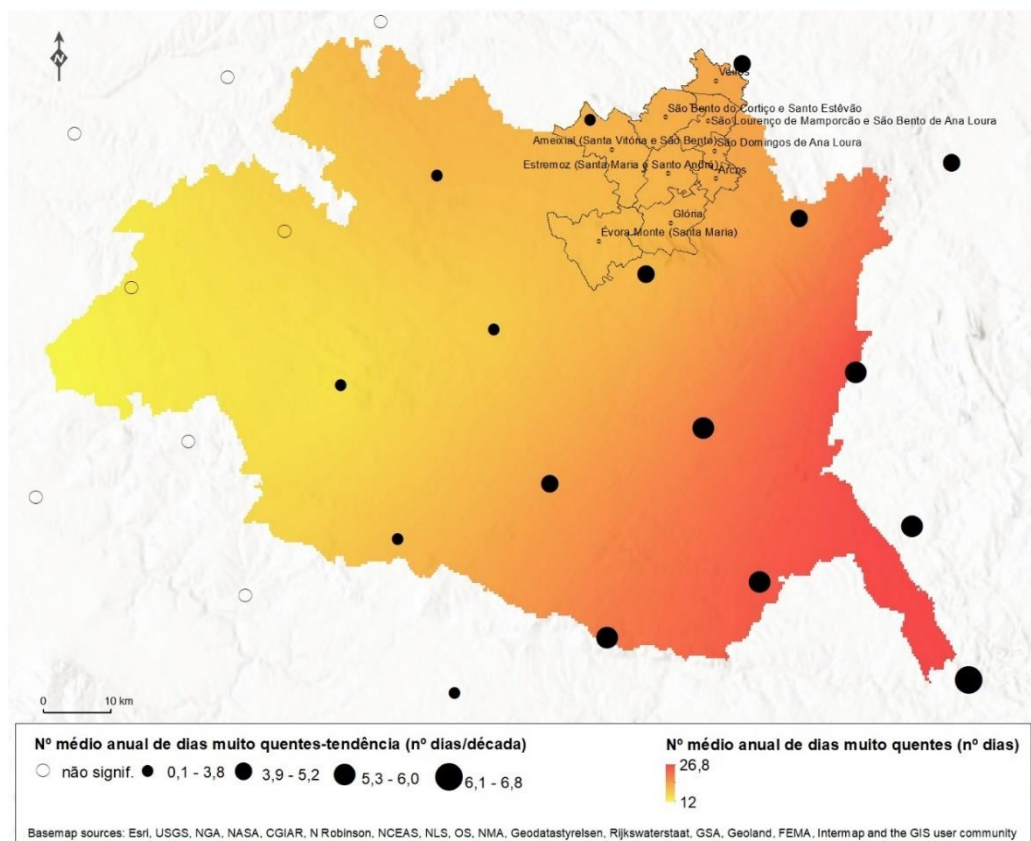 N
Veiros
São Bento do Cortiço e Santo Estêvão
São Lourenço de Mamporcão e São Bento de Ana Loura
Ameixial (Santa Vitória e São Bento)
São Domingos de Ana Loura
Estremoz (Santa Maria e Santo André)
Arcos
Glória
Évora Monte (Santa Maria)
0 10 km
Nº médio anual de dias muito quentes-tendência (nº dias/década)
não signif. 0,1 - 3,8 3,9 - 5,2 5,3 - 6,0 6,1 - 6,8
Nº médio anual de dias muito quentes (nº dias)
26,8
12
Basemap sources: Esri, USGS, NGA, NASA, CGIAR, N Robinson, NCEAS, NLS, OS, NMA, Geodatastyrelsen, Rijkswaterstaat, GSA, Geoland, FEMA, Intermap and the GIS user community